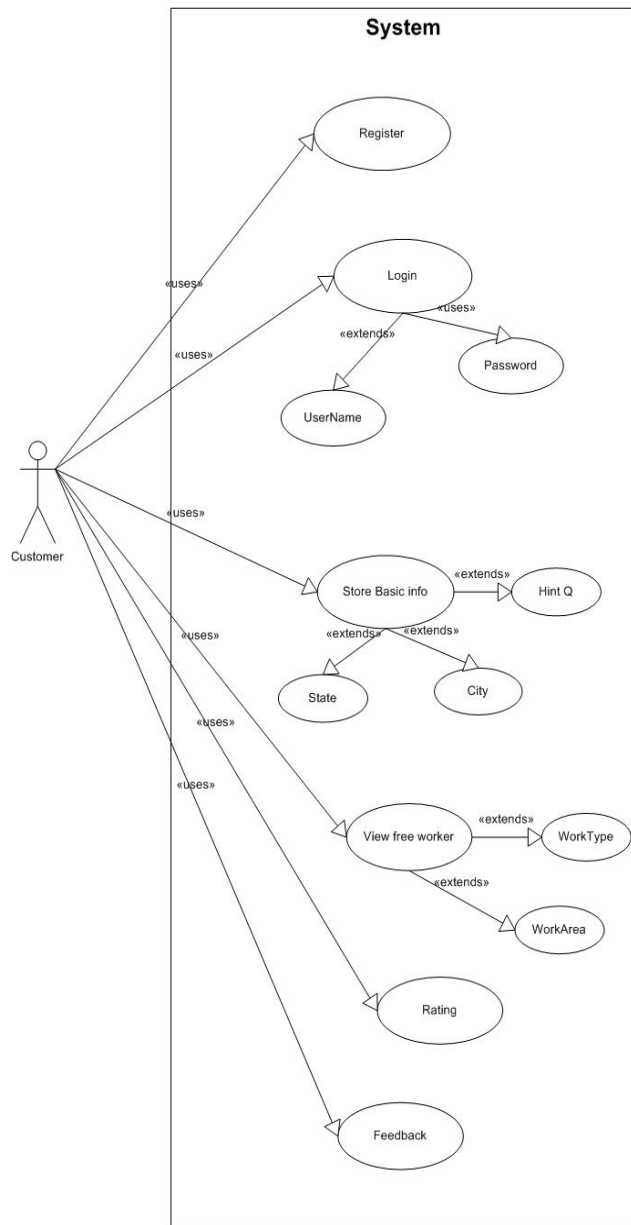 System
Register
«uses»
Login
«uses»
«extends»
«uses»
Password
UserName
Customer
«uses»
Store Basic info
«extends»
Hint Q
«extends»
«extends»
State
City
«uses»
«uses»
«uses»
View free worker
«extends»
WorkType
«extends»
WorkArea
Rating
Feedback